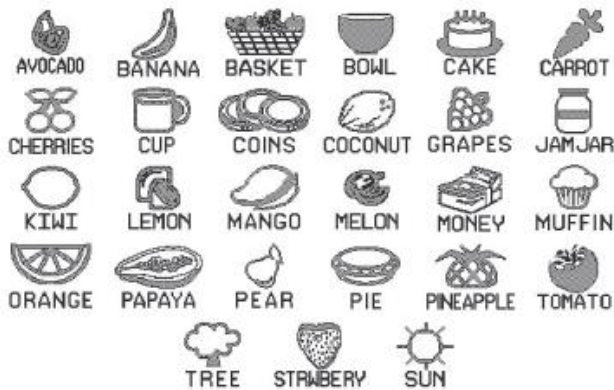 AVOCADO BANANA BASKET BOWL CAKE CARROT
CHERRIES CUP COINS COCONUT GRAPES JAMJAR
KIWI LEMON MANGO MELON MONEY MUFFIN
ORANGE PAPAYA PEAR PIE PINEAPPLE TOMATO
TREE STRWBERY SUN